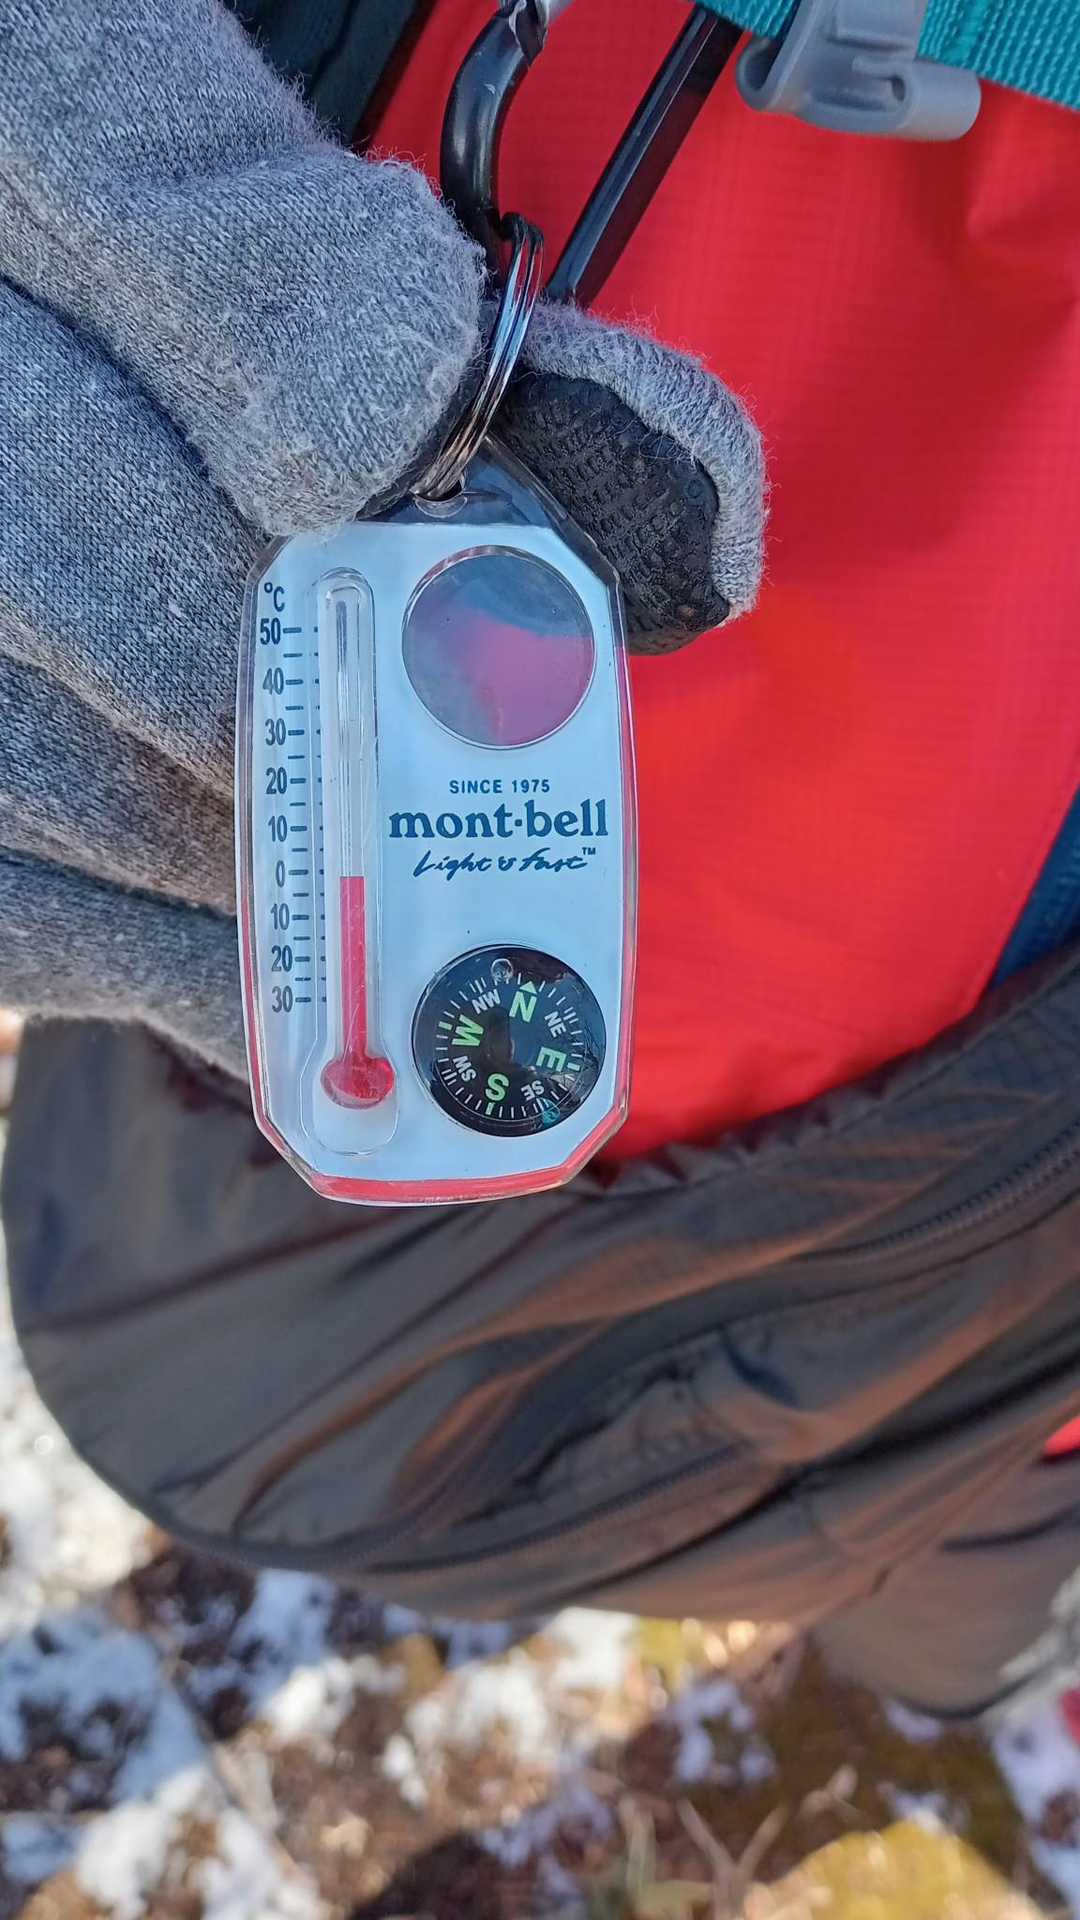 °C
50
40
30
20
10
0
10
20
30
SINCE 1975
mont-bell
Light & Fast™
N
NE
E
SE
S
SW
W
NW